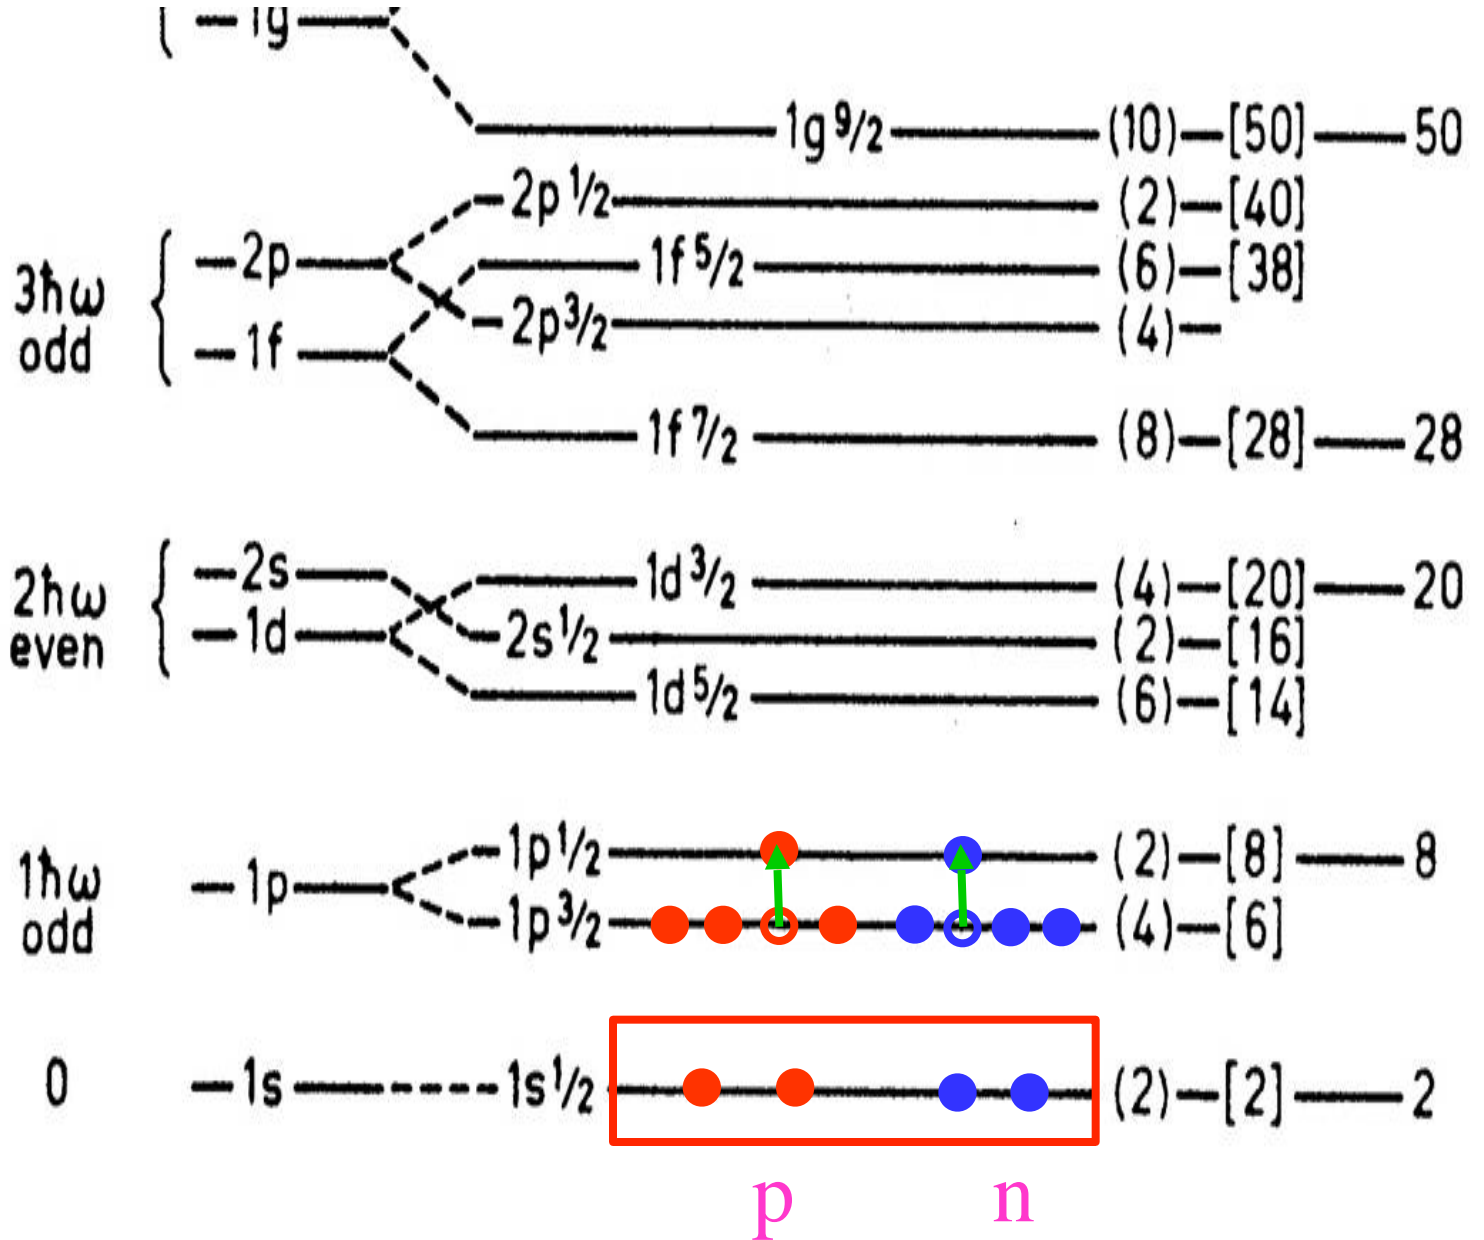 1g
1g 9/2 (10) [50] 50
2p 1/2 (2) [40]
2p 1f 5/2 (6) [38]
3ħω
odd
2p 3/2 (4)
1f
1f 7/2 (8) [28] 28
2s 1d 3/2 (4) [20] 20
2ħω
even
1d 2s 1/2 (2) [16]
1d 5/2 (6) [14]
1p 1/2 (2) [8] 8
1ħω
odd
1p
1p 3/2 (4) [6]
0 1s 1s 1/2 (2) [2] 2
p n